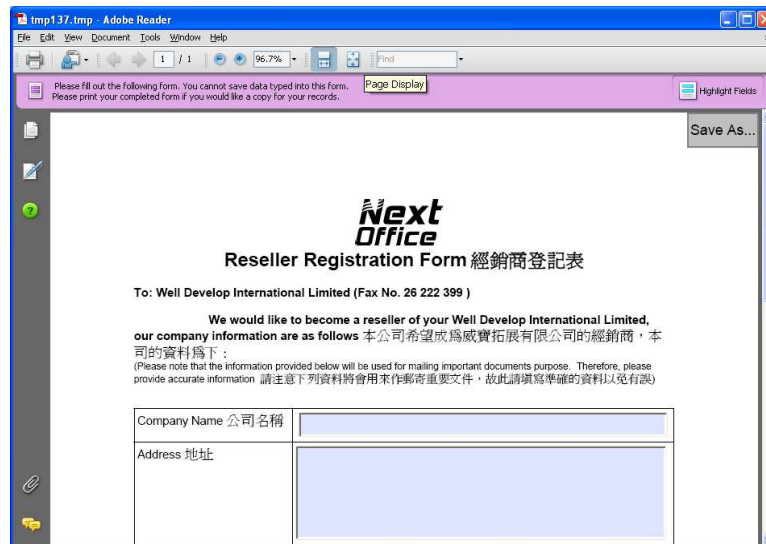 tmp137.tmp - Adobe Reader
File Edit View Document Tools Window Help
1 / 1 96.7% Find
Please fill out the following form. You cannot save data typed into this form.
Please print your completed form if you would like a copy for your records.
Page Display
Highlight Fields
Save As...
Next
Office
Reseller Registration Form 經銷商登記表
To: Well Develop International Limited (Fax No. 26 222 399 )
We would like to become a reseller of your Well Develop International Limited,
our company information are as follows 本公司希望成爲威寶拓展有限公司的經銷商，本
司的資料爲下：
(Please note that the information provided below will be used for mailing important documents purpose. Therefore, please
provide accurate information 請注意下列資料將會用來作郵寄重要文件，故此請填寫準確的資料以免有誤)
Company Name 公司名稱
Address 地址